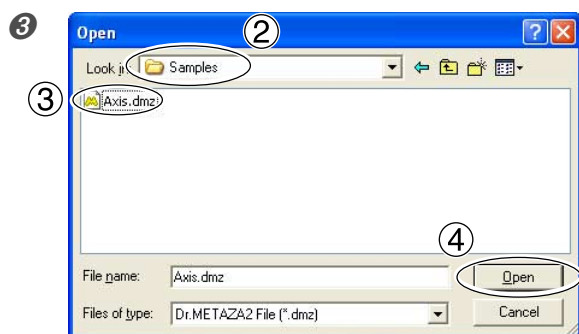 ❸
Open ②
Look in: Samples
③ Axis.dmz
④
File name: Axis.dmz Open
Files of type: Dr.METAZA2 File (*.dmz) Cancel